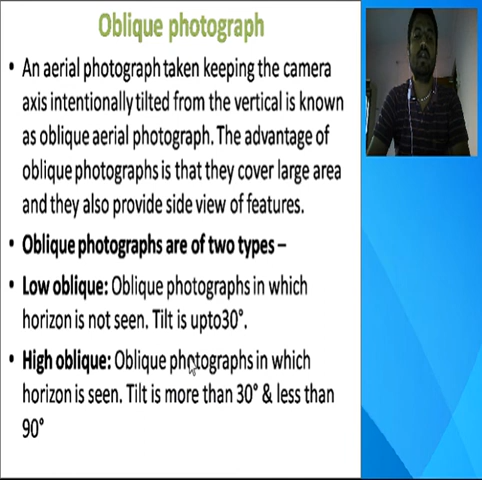 Oblique photograph
• An aerial photograph taken keeping the camera
axis intentionally tilted from the vertical is known
as oblique aerial photograph. The advantage of
oblique photographs is that they cover large area
and they also provide side view of features.
• Oblique photographs are of two types –
• Low oblique: Oblique photographs in which
horizon is not seen. Tilt is upto30°.
• High oblique: Oblique photographs in which
horizon is seen. Tilt is more than 30° & less than
90°